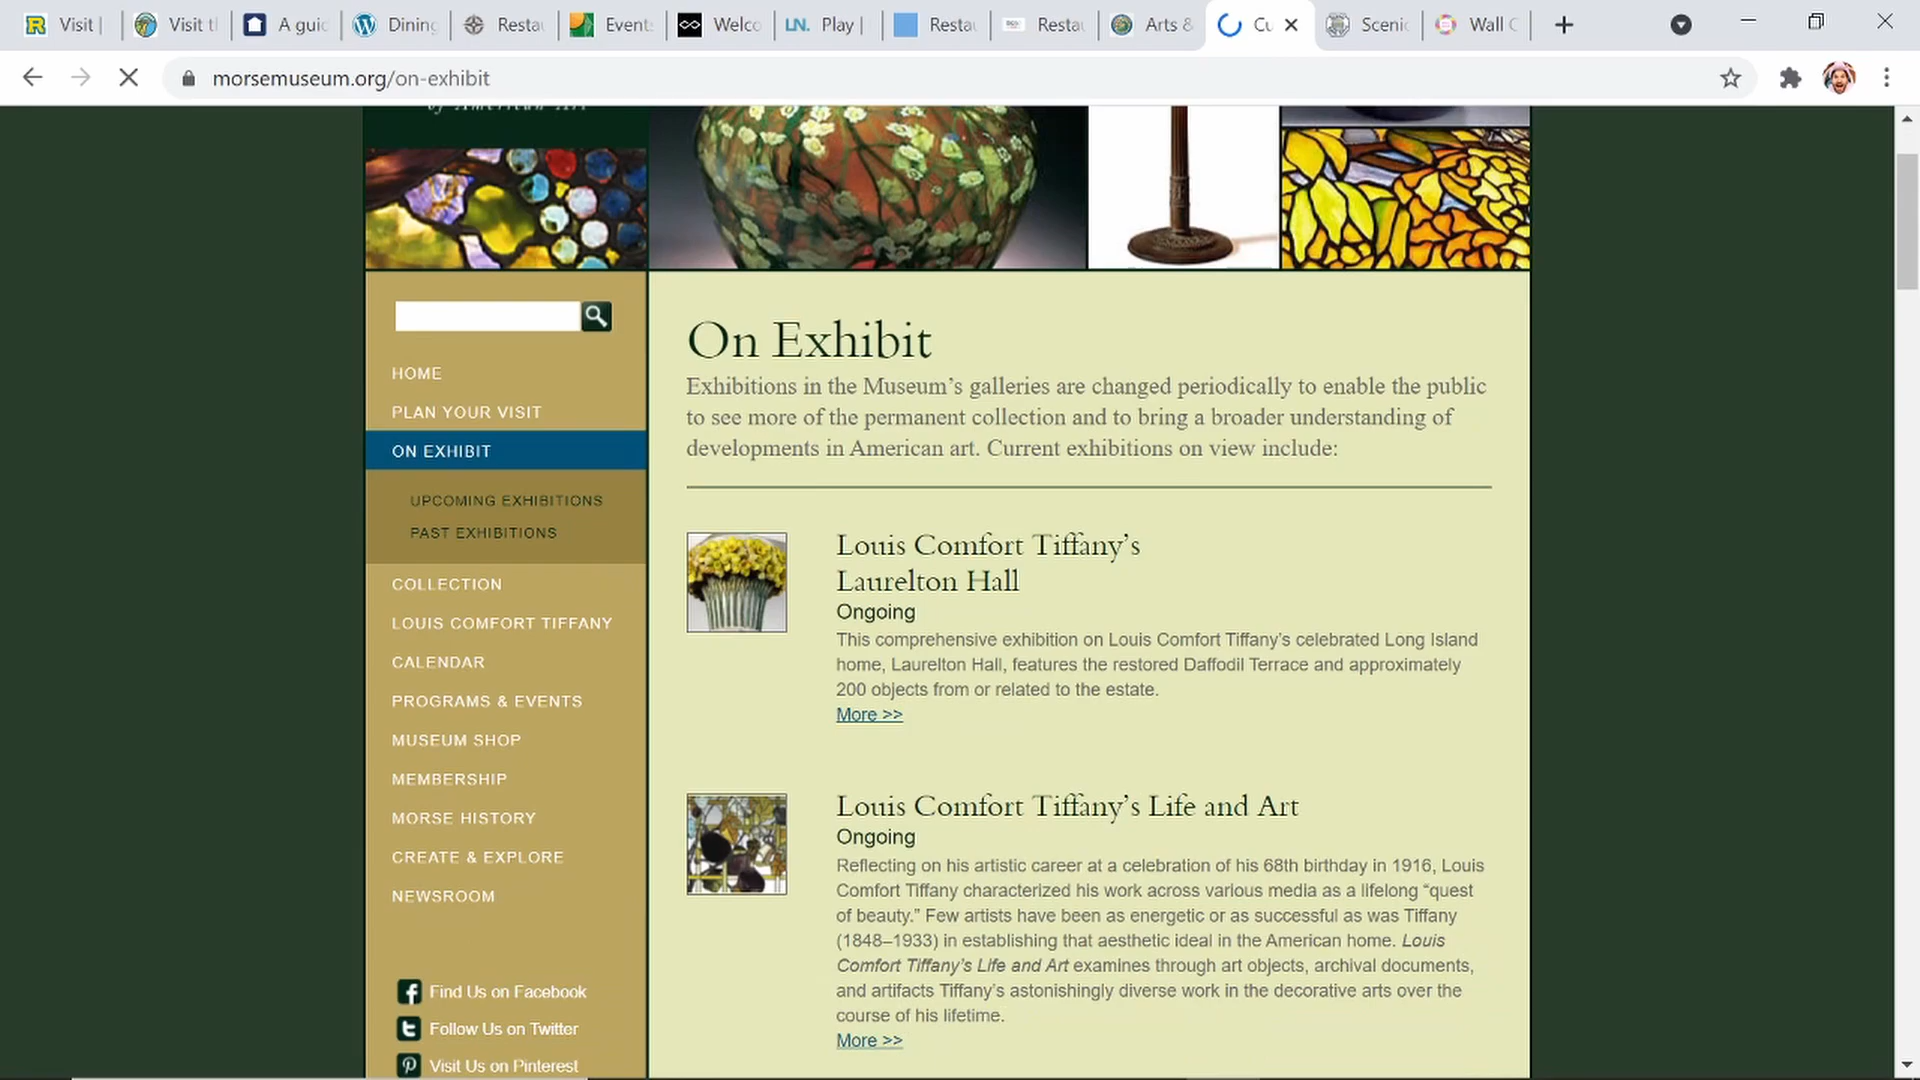 Visit
Visit t
A guid
Dining
Restau
Events
Welco
LN. Play |
Restau
Restau
Arts &
Cu
Scenic
Wall C
morsemuseum.org/on-exhibit
of American Art
HOME
PLAN YOUR VISIT
ON EXHIBIT
UPCOMING EXHIBITIONS
PAST EXHIBITIONS
COLLECTION
LOUIS COMFORT TIFFANY
CALENDAR
PROGRAMS & EVENTS
MUSEUM SHOP
MEMBERSHIP
MORSE HISTORY
CREATE & EXPLORE
NEWSROOM
Find Us on Facebook
Follow Us on Twitter
Visit Us on Pinterest
On Exhibit
Exhibitions in the Museum’s galleries are changed periodically to enable the public
to see more of the permanent collection and to bring a broader understanding of
developments in American art. Current exhibitions on view include:
Louis Comfort Tiffany’s
Laurelton Hall
Ongoing
This comprehensive exhibition on Louis Comfort Tiffany’s celebrated Long Island
home, Laurelton Hall, features the restored Daffodil Terrace and approximately
200 objects from or related to the estate.
More >>
Louis Comfort Tiffany’s Life and Art
Ongoing
Reflecting on his artistic career at a celebration of his 68th birthday in 1916, Louis
Comfort Tiffany characterized his work across various media as a lifelong “quest
of beauty.” Few artists have been as energetic or as successful as was Tiffany
(1848–1933) in establishing that aesthetic ideal in the American home. Louis
Comfort Tiffany’s Life and Art examines through art objects, archival documents,
and artifacts Tiffany’s astonishingly diverse work in the decorative arts over the
course of his lifetime.
More >>